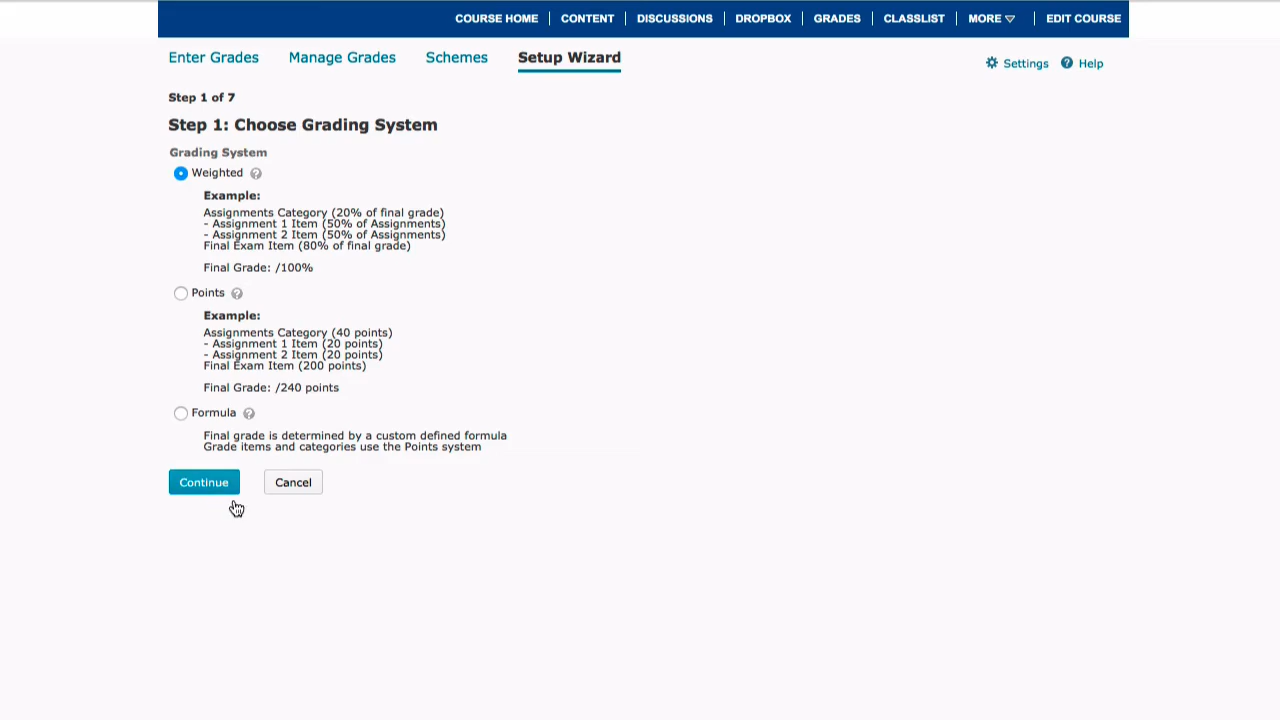 COURSE HOME CONTENT DISCUSSIONS DROPBOX GRADES CLASSLIST MORE EDIT COURSE
Enter Grades Manage Grades Schemes Setup Wizard Settings Help
Step 1 of 7
Step 1: Choose Grading System
Grading System
Weighted
Example:
Assignments Category (20% of final grade)
- Assignment 1 Item (50% of Assignments)
- Assignment 2 Item (50% of Assignments)
Final Exam Item (80% of final grade)
Final Grade: /100%
Points
Example:
Assignments Category (40 points)
- Assignment 1 Item (20 points)
- Assignment 2 Item (20 points)
Final Exam Item (200 points)
Final Grade: /240 points
Formula
Final grade is determined by a custom defined formula
Grade items and categories use the Points system
Continue Cancel